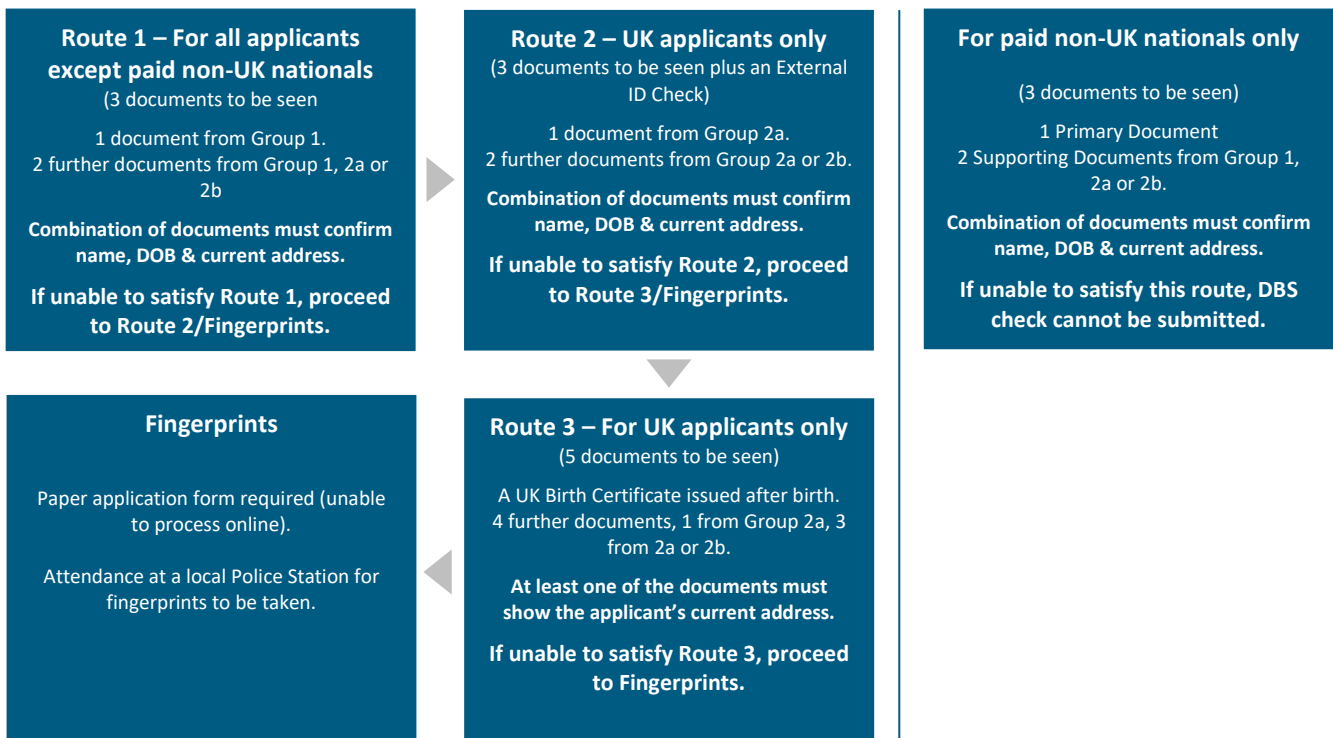 Route 1 – For all applicants
except paid non-UK nationals
(3 documents to be seen
1 document from Group 1.
2 further documents from Group 1, 2a or
2b
Combination of documents must confirm
name, DOB & current address.
If unable to satisfy Route 1, proceed
to Route 2/Fingerprints.
Route 2 – UK applicants only
(3 documents to be seen plus an External
ID Check)
1 document from Group 2a.
2 further documents from Group 2a or 2b.
Combination of documents must confirm
name, DOB & current address.
If unable to satisfy Route 2, proceed
to Route 3/Fingerprints.
For paid non-UK nationals only
(3 documents to be seen)
1 Primary Document
2 Supporting Documents from Group 1,
2a or 2b.
Combination of documents must confirm
name, DOB & current address.
If unable to satisfy this route, DBS
check cannot be submitted.
Route 3 – For UK applicants only
(5 documents to be seen)
A UK Birth Certificate issued after birth.
4 further documents, 1 from Group 2a, 3
from 2a or 2b.
At least one of the documents must
show the applicant’s current address.
If unable to satisfy Route 3, proceed
to Fingerprints.
Fingerprints
Paper application form required (unable
to process online).
Attendance at a local Police Station for
fingerprints to be taken.